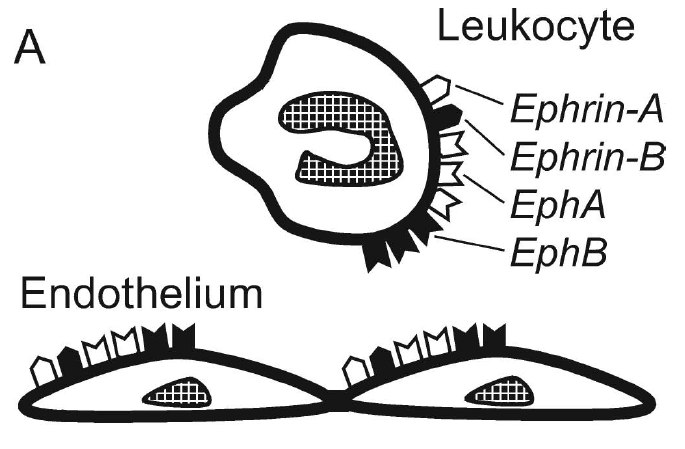 A
Leukocyte
Ephrin-A
Ephrin-B
EphA
EphB
Endothelium